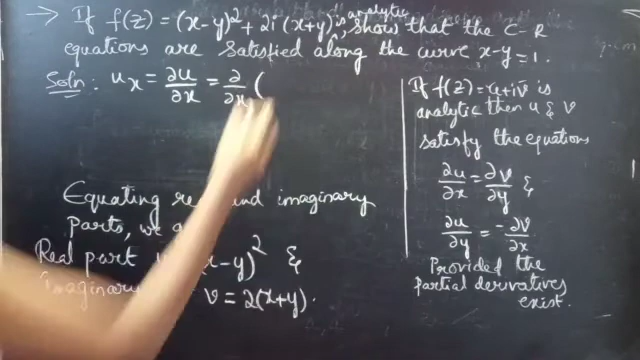 → If f(z) = (x-y)² + 2i (x+y) is analytic, show that the C-R
equations are satisfied along the curve x-y = 1.
Soln: u_x = ∂u/∂x = ∂/∂x (
Equating re and imaginary
parts, we
Real part (x-y)² &
Imaginary v = 2(x+y).
If f(z) = u+iv is
analytic then u & v
satisfy the equations
∂u/∂x = ∂v/∂y &
∂u/∂y = -∂v/∂x
Provided the
partial derivatives
exist.